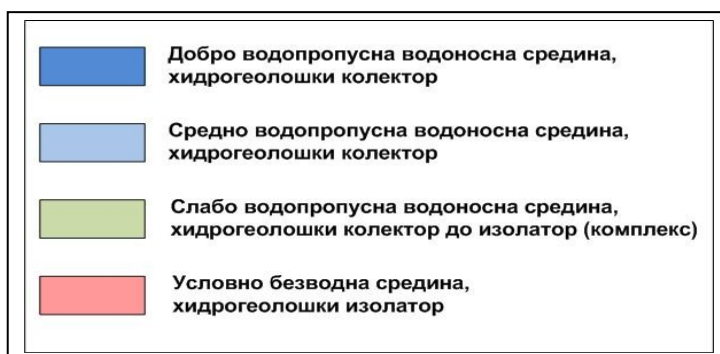 Добро водопропусна водоносна средина,
хидрогеолошки колектор
Средно водопропусна водоносна средина,
хидрогеолошки колектор
Слабо водопропусна водоносна средина,
хидрогеолошки колектор до изолатор (комплекс)
Условно безводна средина,
хидрогеолошки изолатор